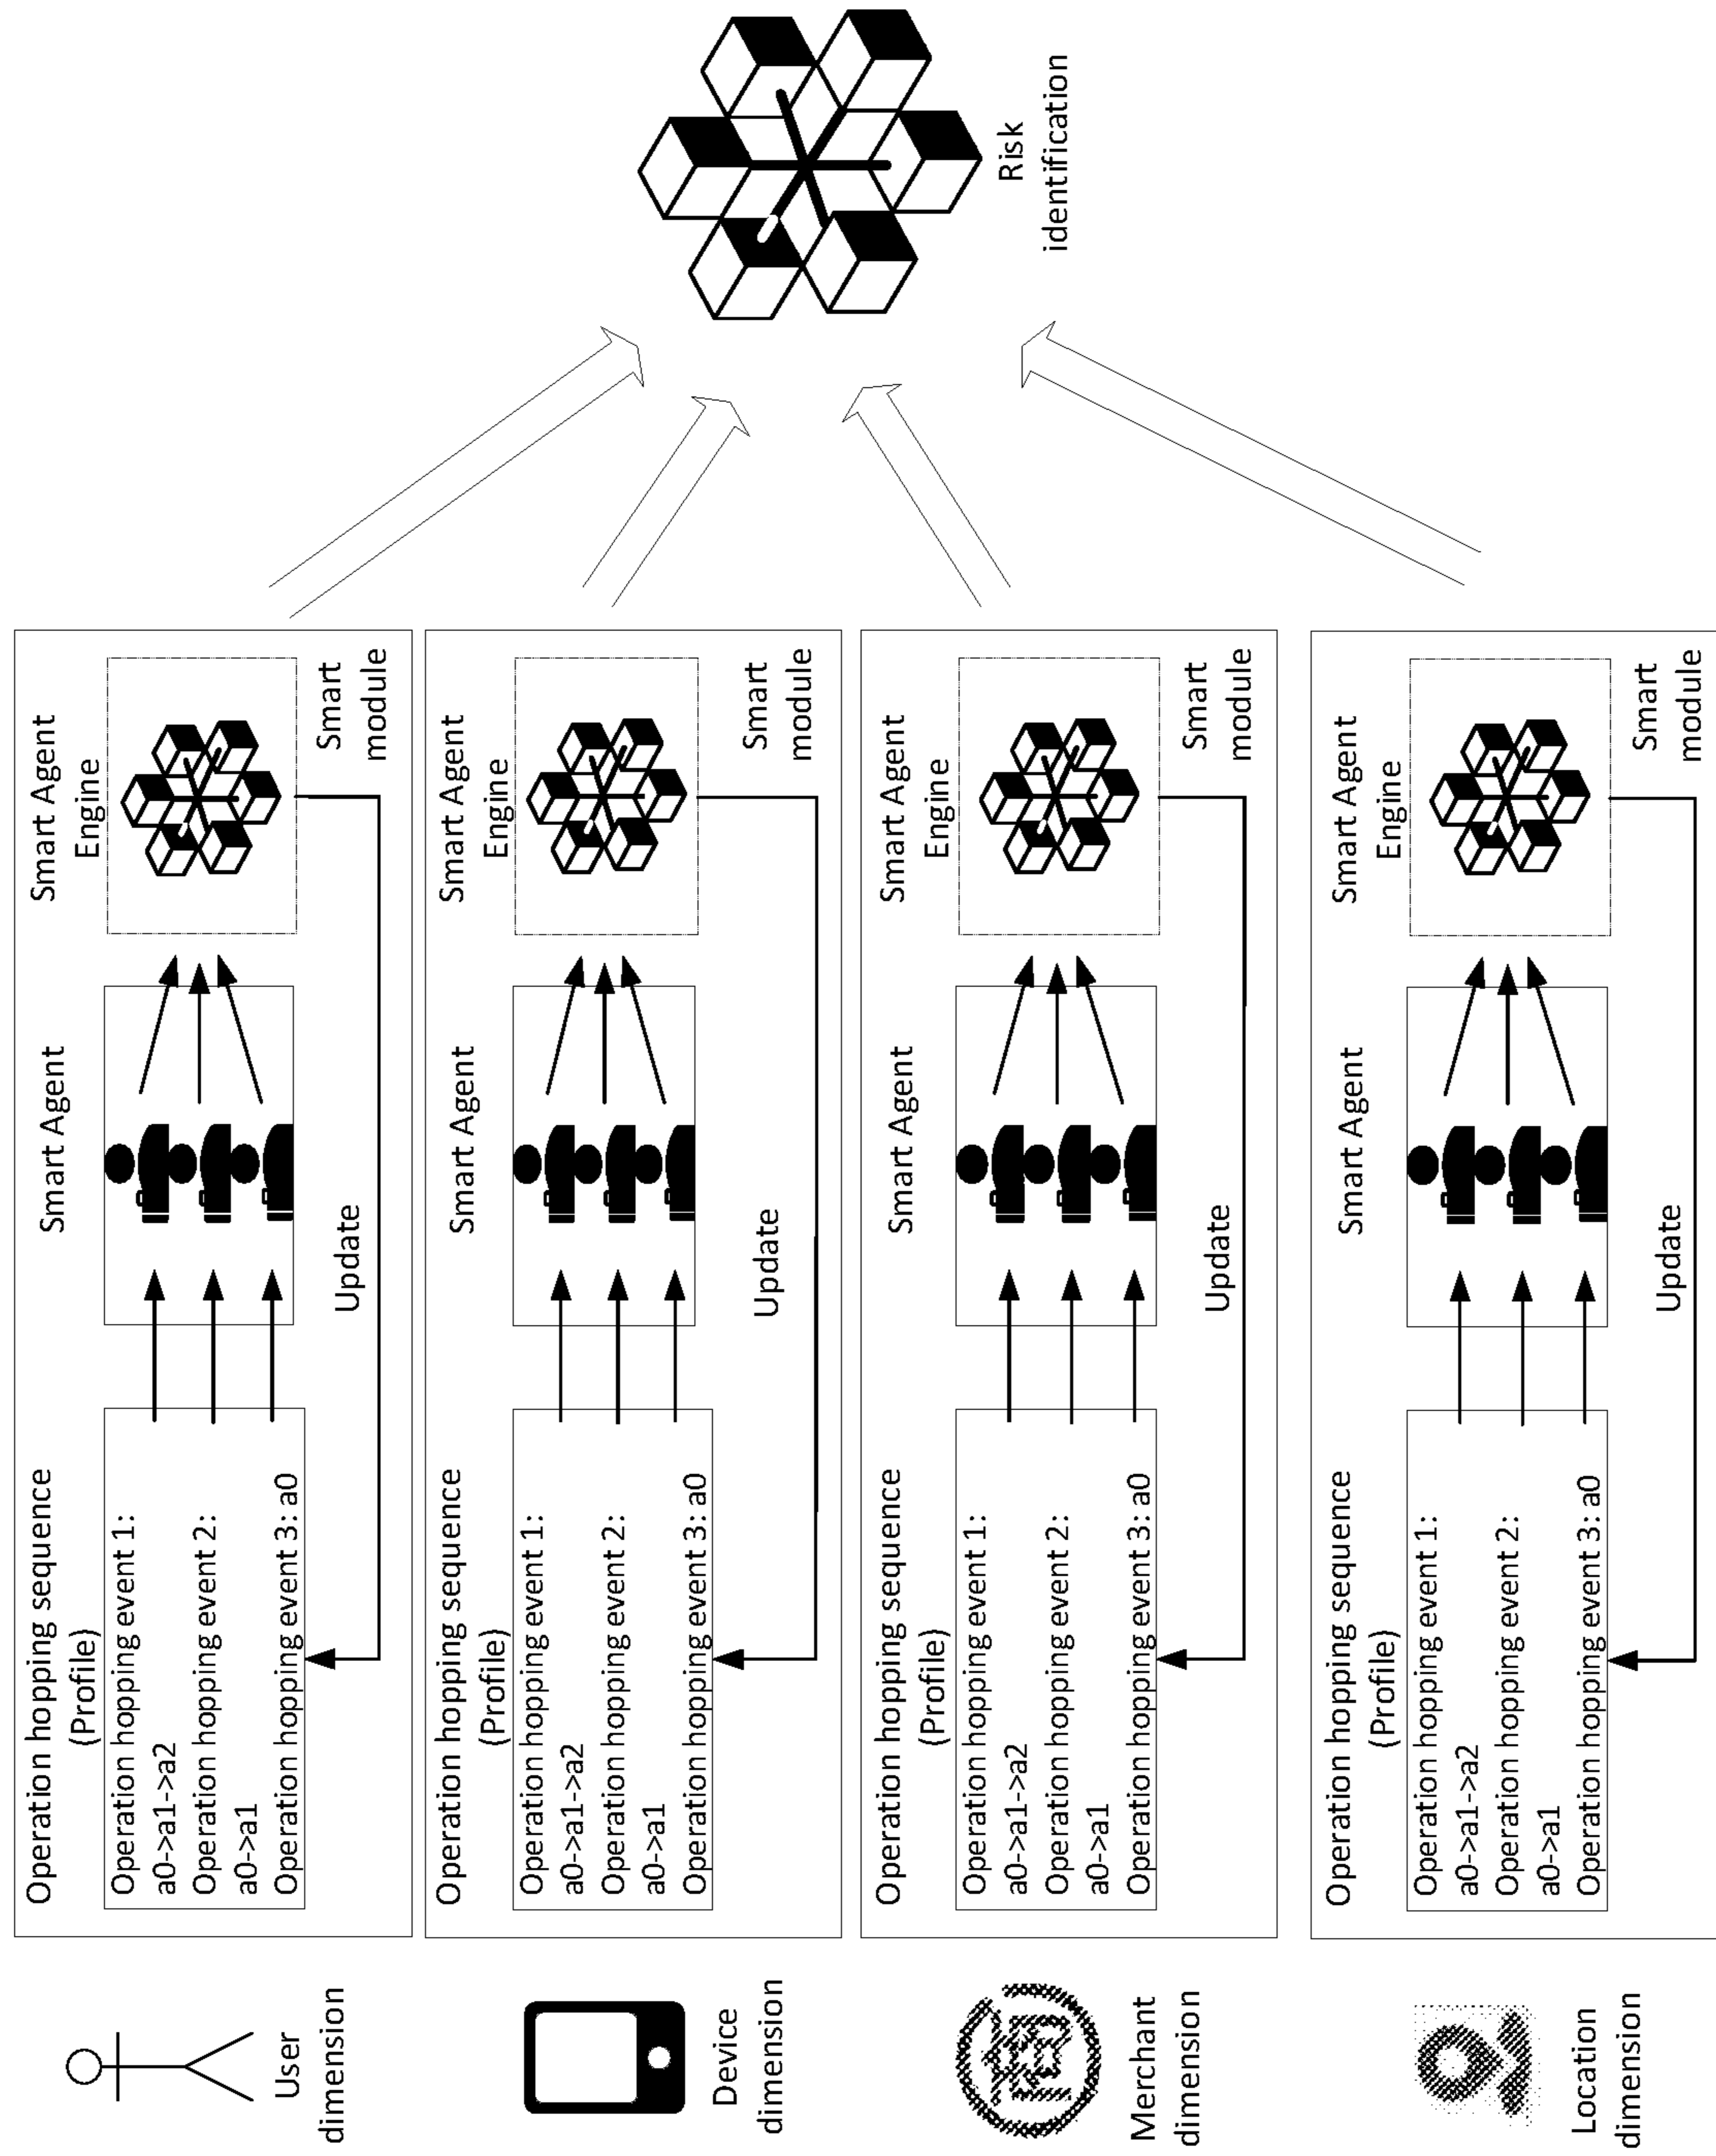 User
dimension
Operation hopping sequence
(Profile)
Operation hopping event 1:
a0->a1->a2
Operation hopping event 2:
a0->a1
Operation hopping event 3: a0
Smart Agent
Smart Agent
Engine
Update
Smart
module
Device
dimension
Operation hopping sequence
(Profile)
Operation hopping event 1:
a0->a1->a2
Operation hopping event 2:
a0->a1
Operation hopping event 3: a0
Smart Agent
Smart Agent
Engine
Update
Smart
module
Merchant
dimension
Operation hopping sequence
(Profile)
Operation hopping event 1:
a0->a1->a2
Operation hopping event 2:
a0->a1
Operation hopping event 3: a0
Smart Agent
Smart Agent
Engine
Update
Smart
module
Location
dimension
Operation hopping sequence
(Profile)
Operation hopping event 1:
a0->a1->a2
Operation hopping event 2:
a0->a1
Operation hopping event 3: a0
Smart Agent
Smart Agent
Engine
Update
Smart
module
Risk
identification